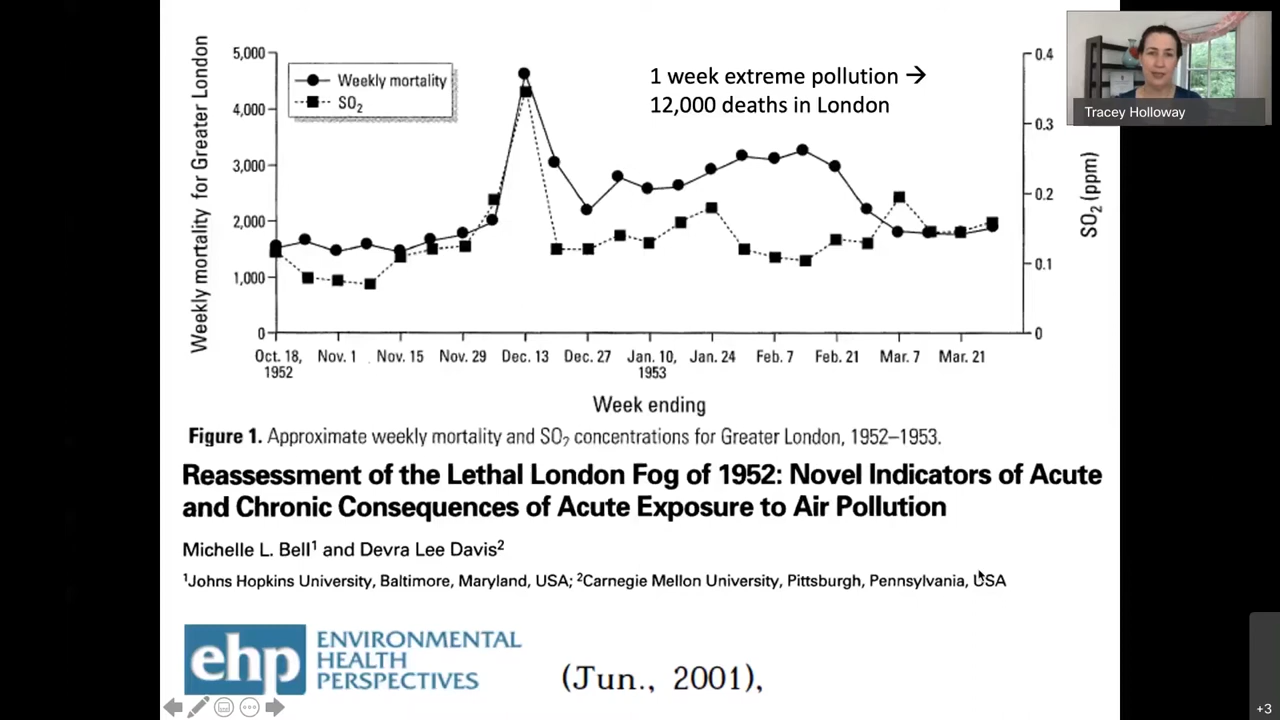 Weekly mortality for Greater London
5,000
4,000
3,000
2,000
1,000
0
Weekly mortality
SO₂
1 week extreme pollution →
12,000 deaths in London
0.4
0.3
0.2
0.1
0
SO₂ (ppm)
Oct. 18, Nov. 1 Nov. 15 Nov. 29 Dec. 13 Dec. 27 Jan. 10, Jan. 24 Feb. 7 Feb. 21 Mar. 7 Mar. 21
1952 1953
Week ending
Figure 1. Approximate weekly mortality and SO₂ concentrations for Greater London, 1952–1953.
Reassessment of the Lethal London Fog of 1952: Novel Indicators of Acute
and Chronic Consequences of Acute Exposure to Air Pollution
Michelle L. Bell¹ and Devra Lee Davis²
¹Johns Hopkins University, Baltimore, Maryland, USA; ²Carnegie Mellon University, Pittsburgh, Pennsylvania, USA
ehp
ENVIRONMENTAL
HEALTH
PERSPECTIVES
(Jun., 2001),
Tracey Holloway
+3